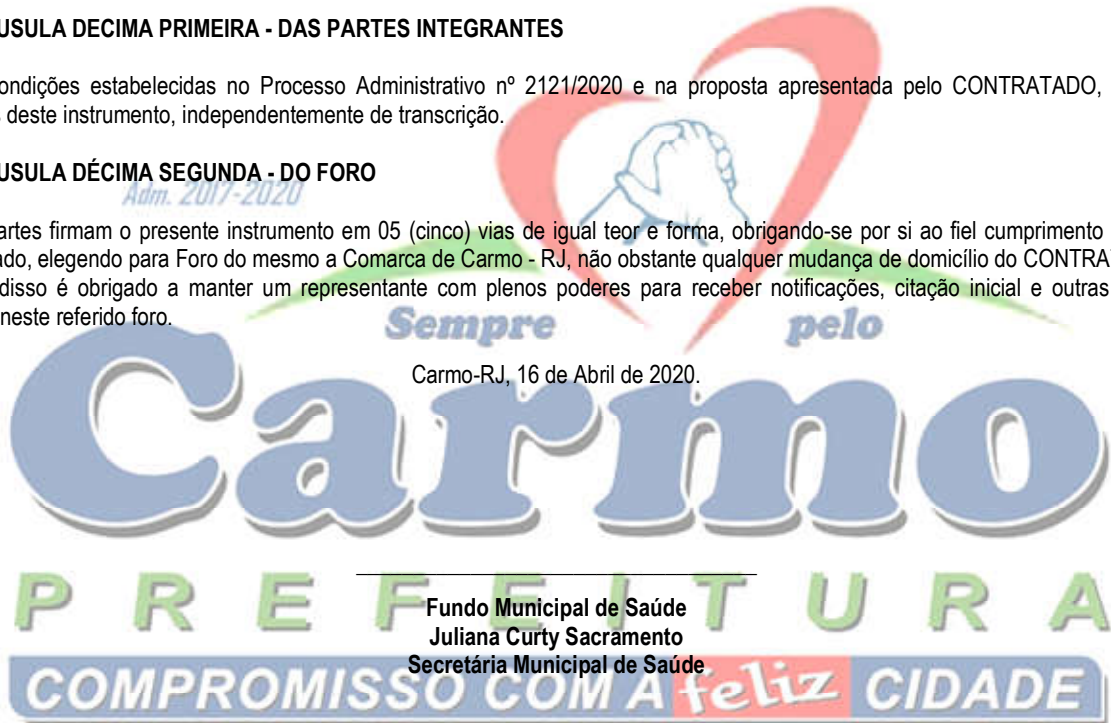 USULA DECIMA PRIMEIRA - DAS PARTES INTEGRANTES
ondições estabelecidas no Processo Administrativo nº 2121/2020 e na proposta apresentada pelo CONTRATADO,
deste instrumento, independentemente de transcrição.
USULA DÉCIMA SEGUNDA - DO FORO
Adm. 2017-2020
artes firmam o presente instrumento em 05 (cinco) vias de igual teor e forma, obrigando-se por si ao fiel cumprimento
ado, elegendo para Foro do mesmo a Comarca de Carmo - RJ, não obstante qualquer mudança de domicílio do CONTRA
disso é obrigado a manter um representante com plenos poderes para receber notificações, citação inicial e outras
neste referido foro.
Sempre pelo
Carmo-RJ, 16 de Abril de 2020.
Carmo
PREFEITURA
Fundo Municipal de Saúde
Juliana Curty Sacramento
Secretária Municipal de Saúde
COMPROMISSO COM A feliz CIDADE